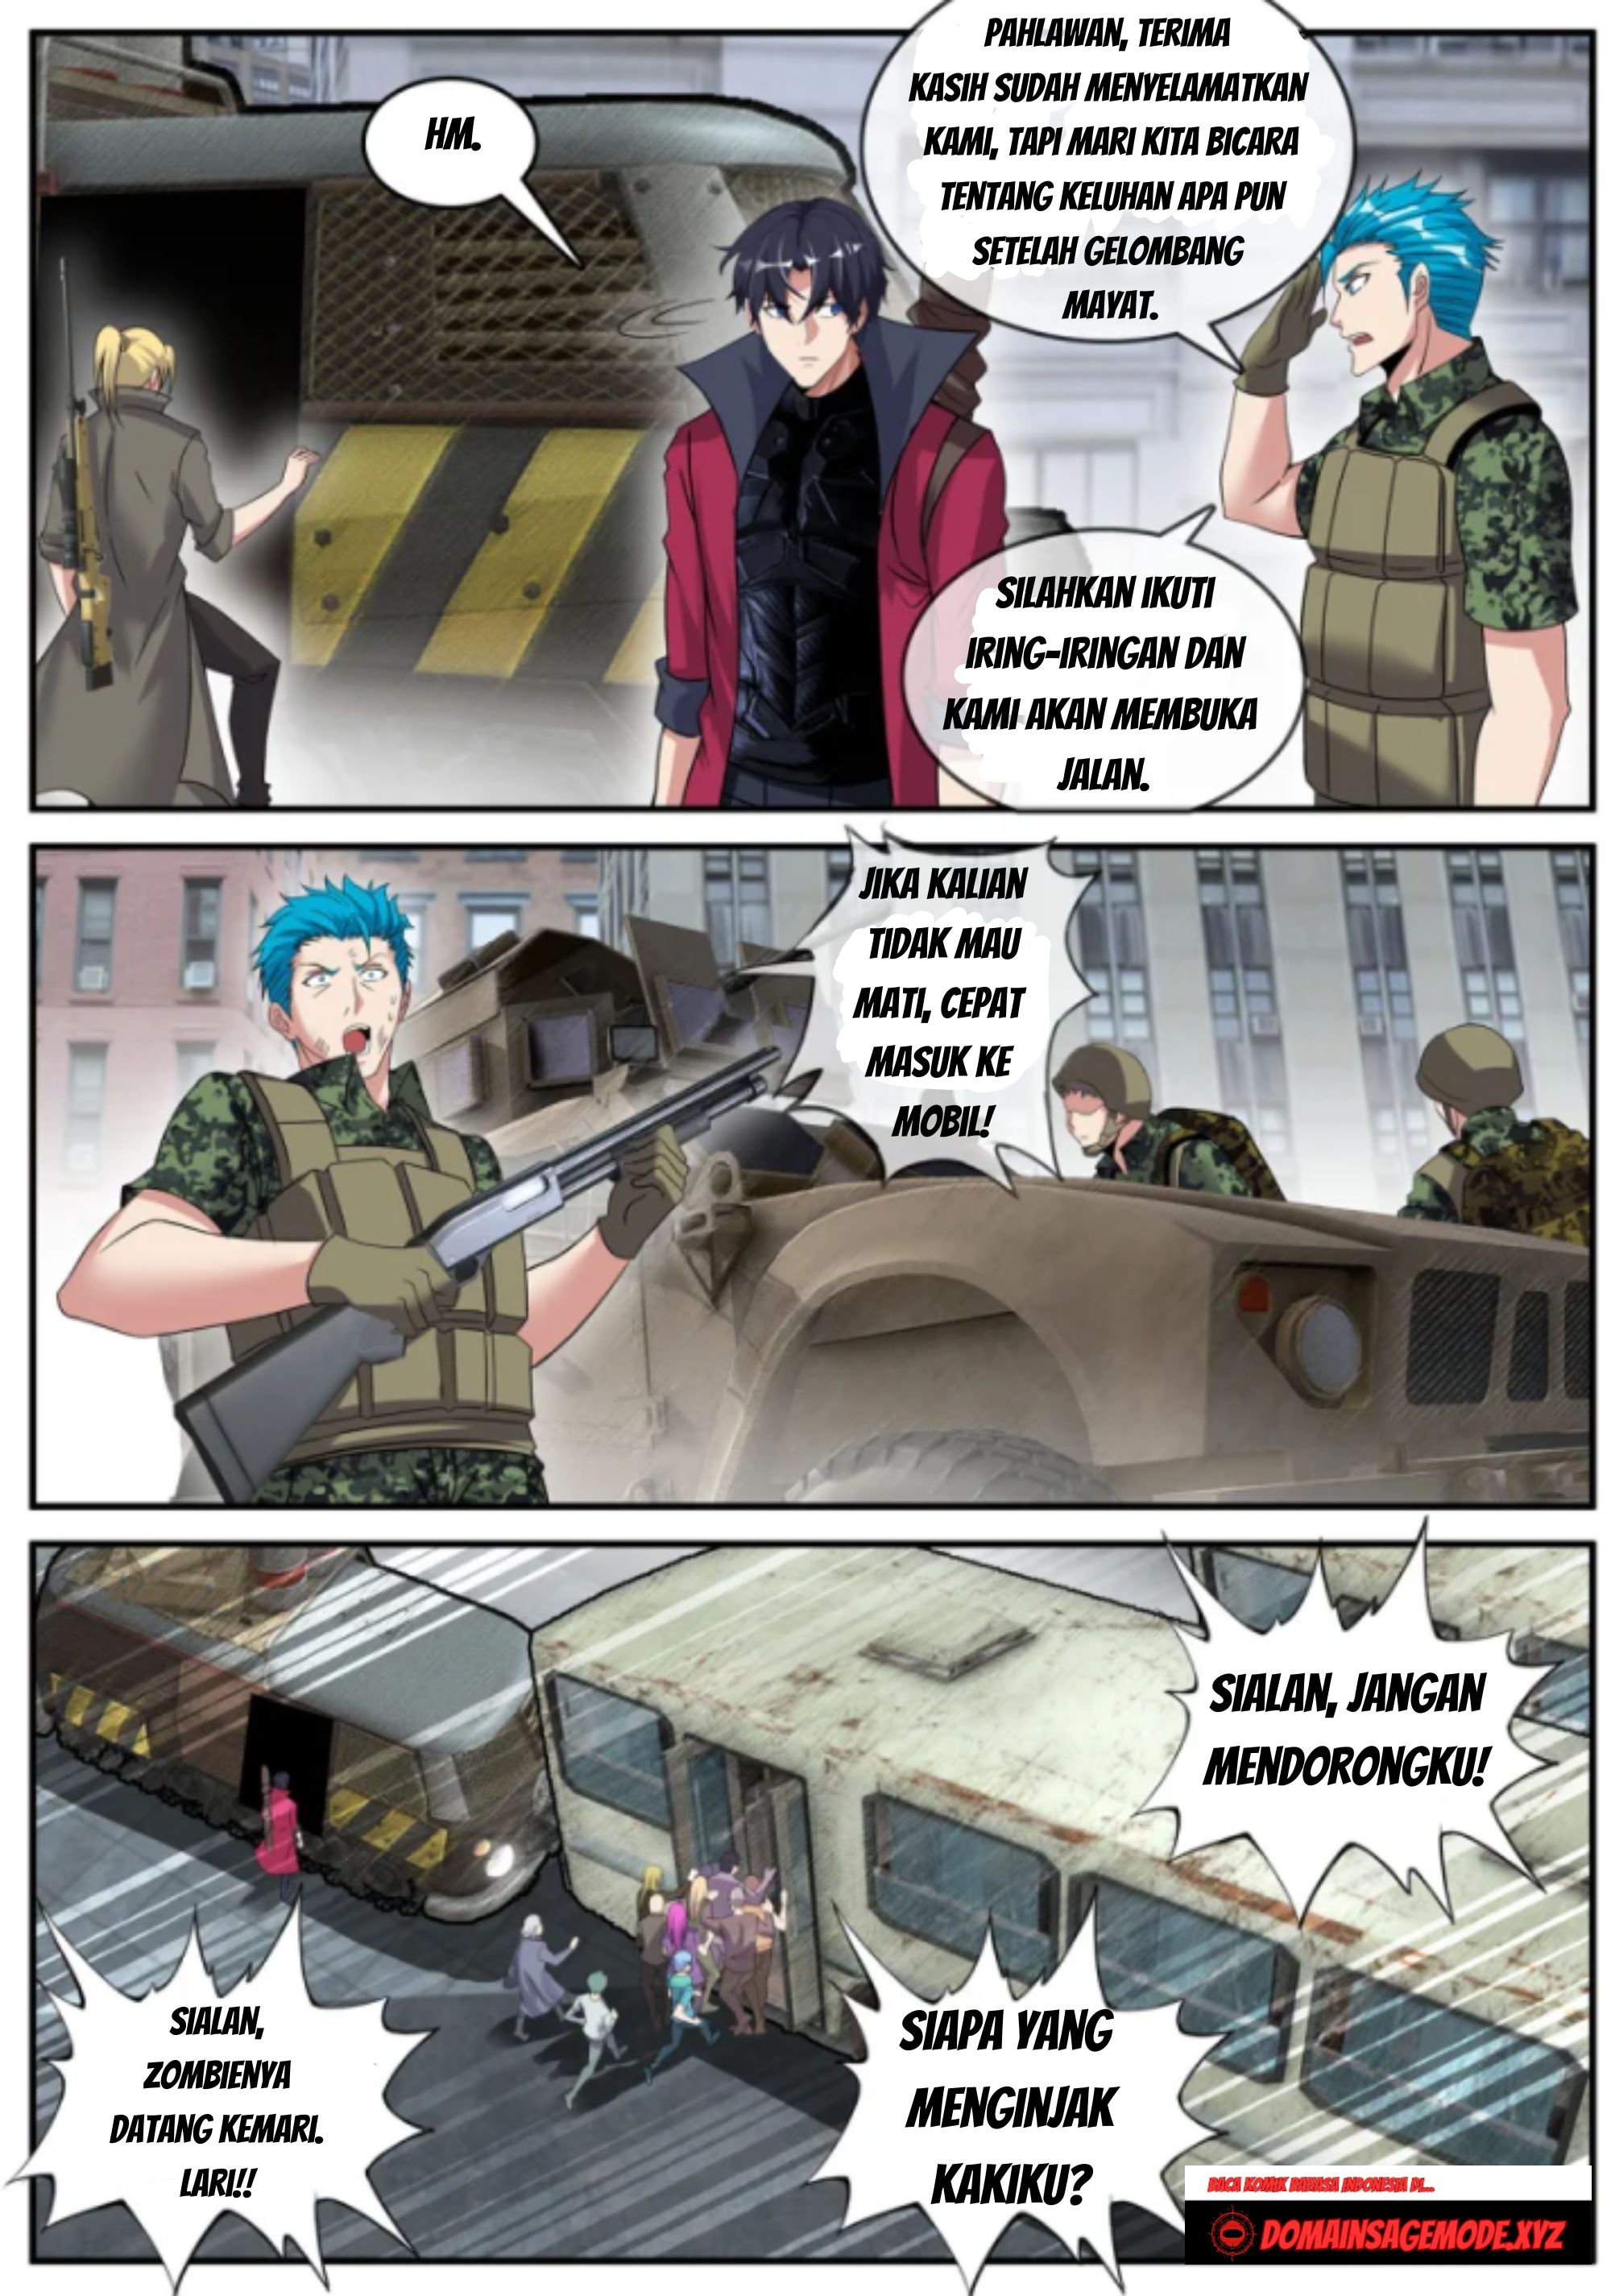 PAHLAWAN, TERIMA
KASIH SUDAH MENYELAMATKAN
KAMI, TAPI MARI KITA BICARA
TENTANG KELUHAN APA PUN
SETELAH GELOMBANG
MAYAT.
HM.
SILAHKAN IKUTI
IRING-IRINGAN DAN
KAMI AKAN MEMBUKA
JALAN.
JIKA KALIAN
TIDAK MAU
MATI, CEPAT
MASUK KE
MOBIL!
SIALAN, JANGAN
MENDORONGKU!
SIALAN,
ZOMBIENYA
DATANG KEMARI.
LARI!!
SIAPA YANG
MENGINJAK
KAKIKU?
BACA KOMIK BAHASA INDONESIA DI...
DOMAINSAGEMODE.XYZ